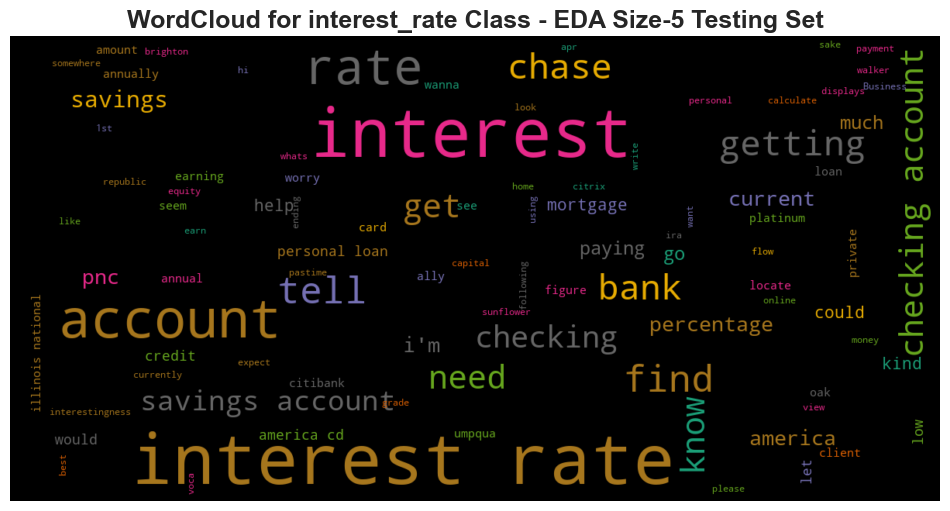 WordCloud for interest_rate Class - EDA Size-5 Testing Set
amount
brighton
somewhere
annually
hi
savings
1st
rate
wanna
chase
apr
look
sake
payment
walker
displays
Business
personal
calculate
much
interest
getting
checking account
whats
write
loan
republic
earning
equity
worry
seem
help
ending
like
earn
get
see
home
citrix
using
mortgage
want
current
platinum
card
personal loan
paying
ira
go
flow
private
pnc
annual
pastime
tell
ally
capital
following
figure
bank
locate
online
sunflower
account
i'm
checking
percentage
could
money
kind
illinois national
credit
currently
expect
citibank
need
find
interestingness
savings account
grade
know
oak
view
low
would
america cd
umpqua
america
client
best
voca
interest rate
let
please